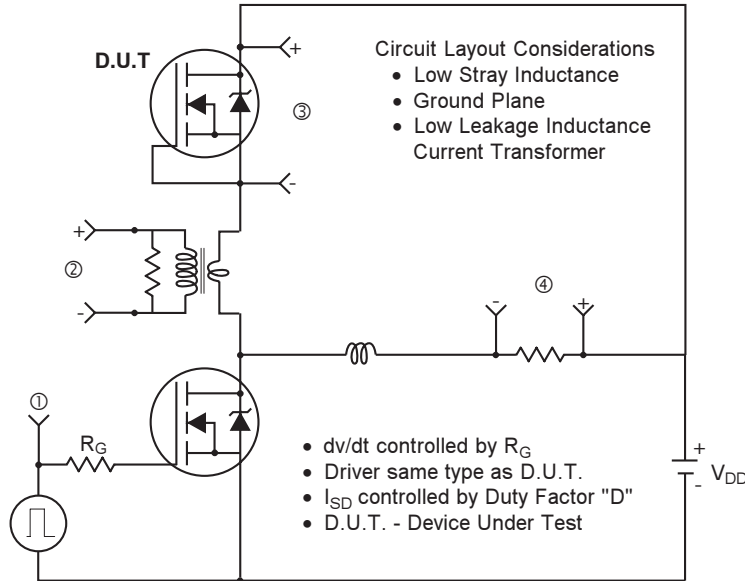 D.U.T
+
③
-
Circuit Layout Considerations
• Low Stray Inductance
• Ground Plane
• Low Leakage Inductance
Current Transformer
+
②
-
-
④
+
①
R_G
• dv/dt controlled by R_G
• Driver same type as D.U.T.
• I_SD controlled by Duty Factor "D"
• D.U.T. - Device Under Test
+
-
V_DD